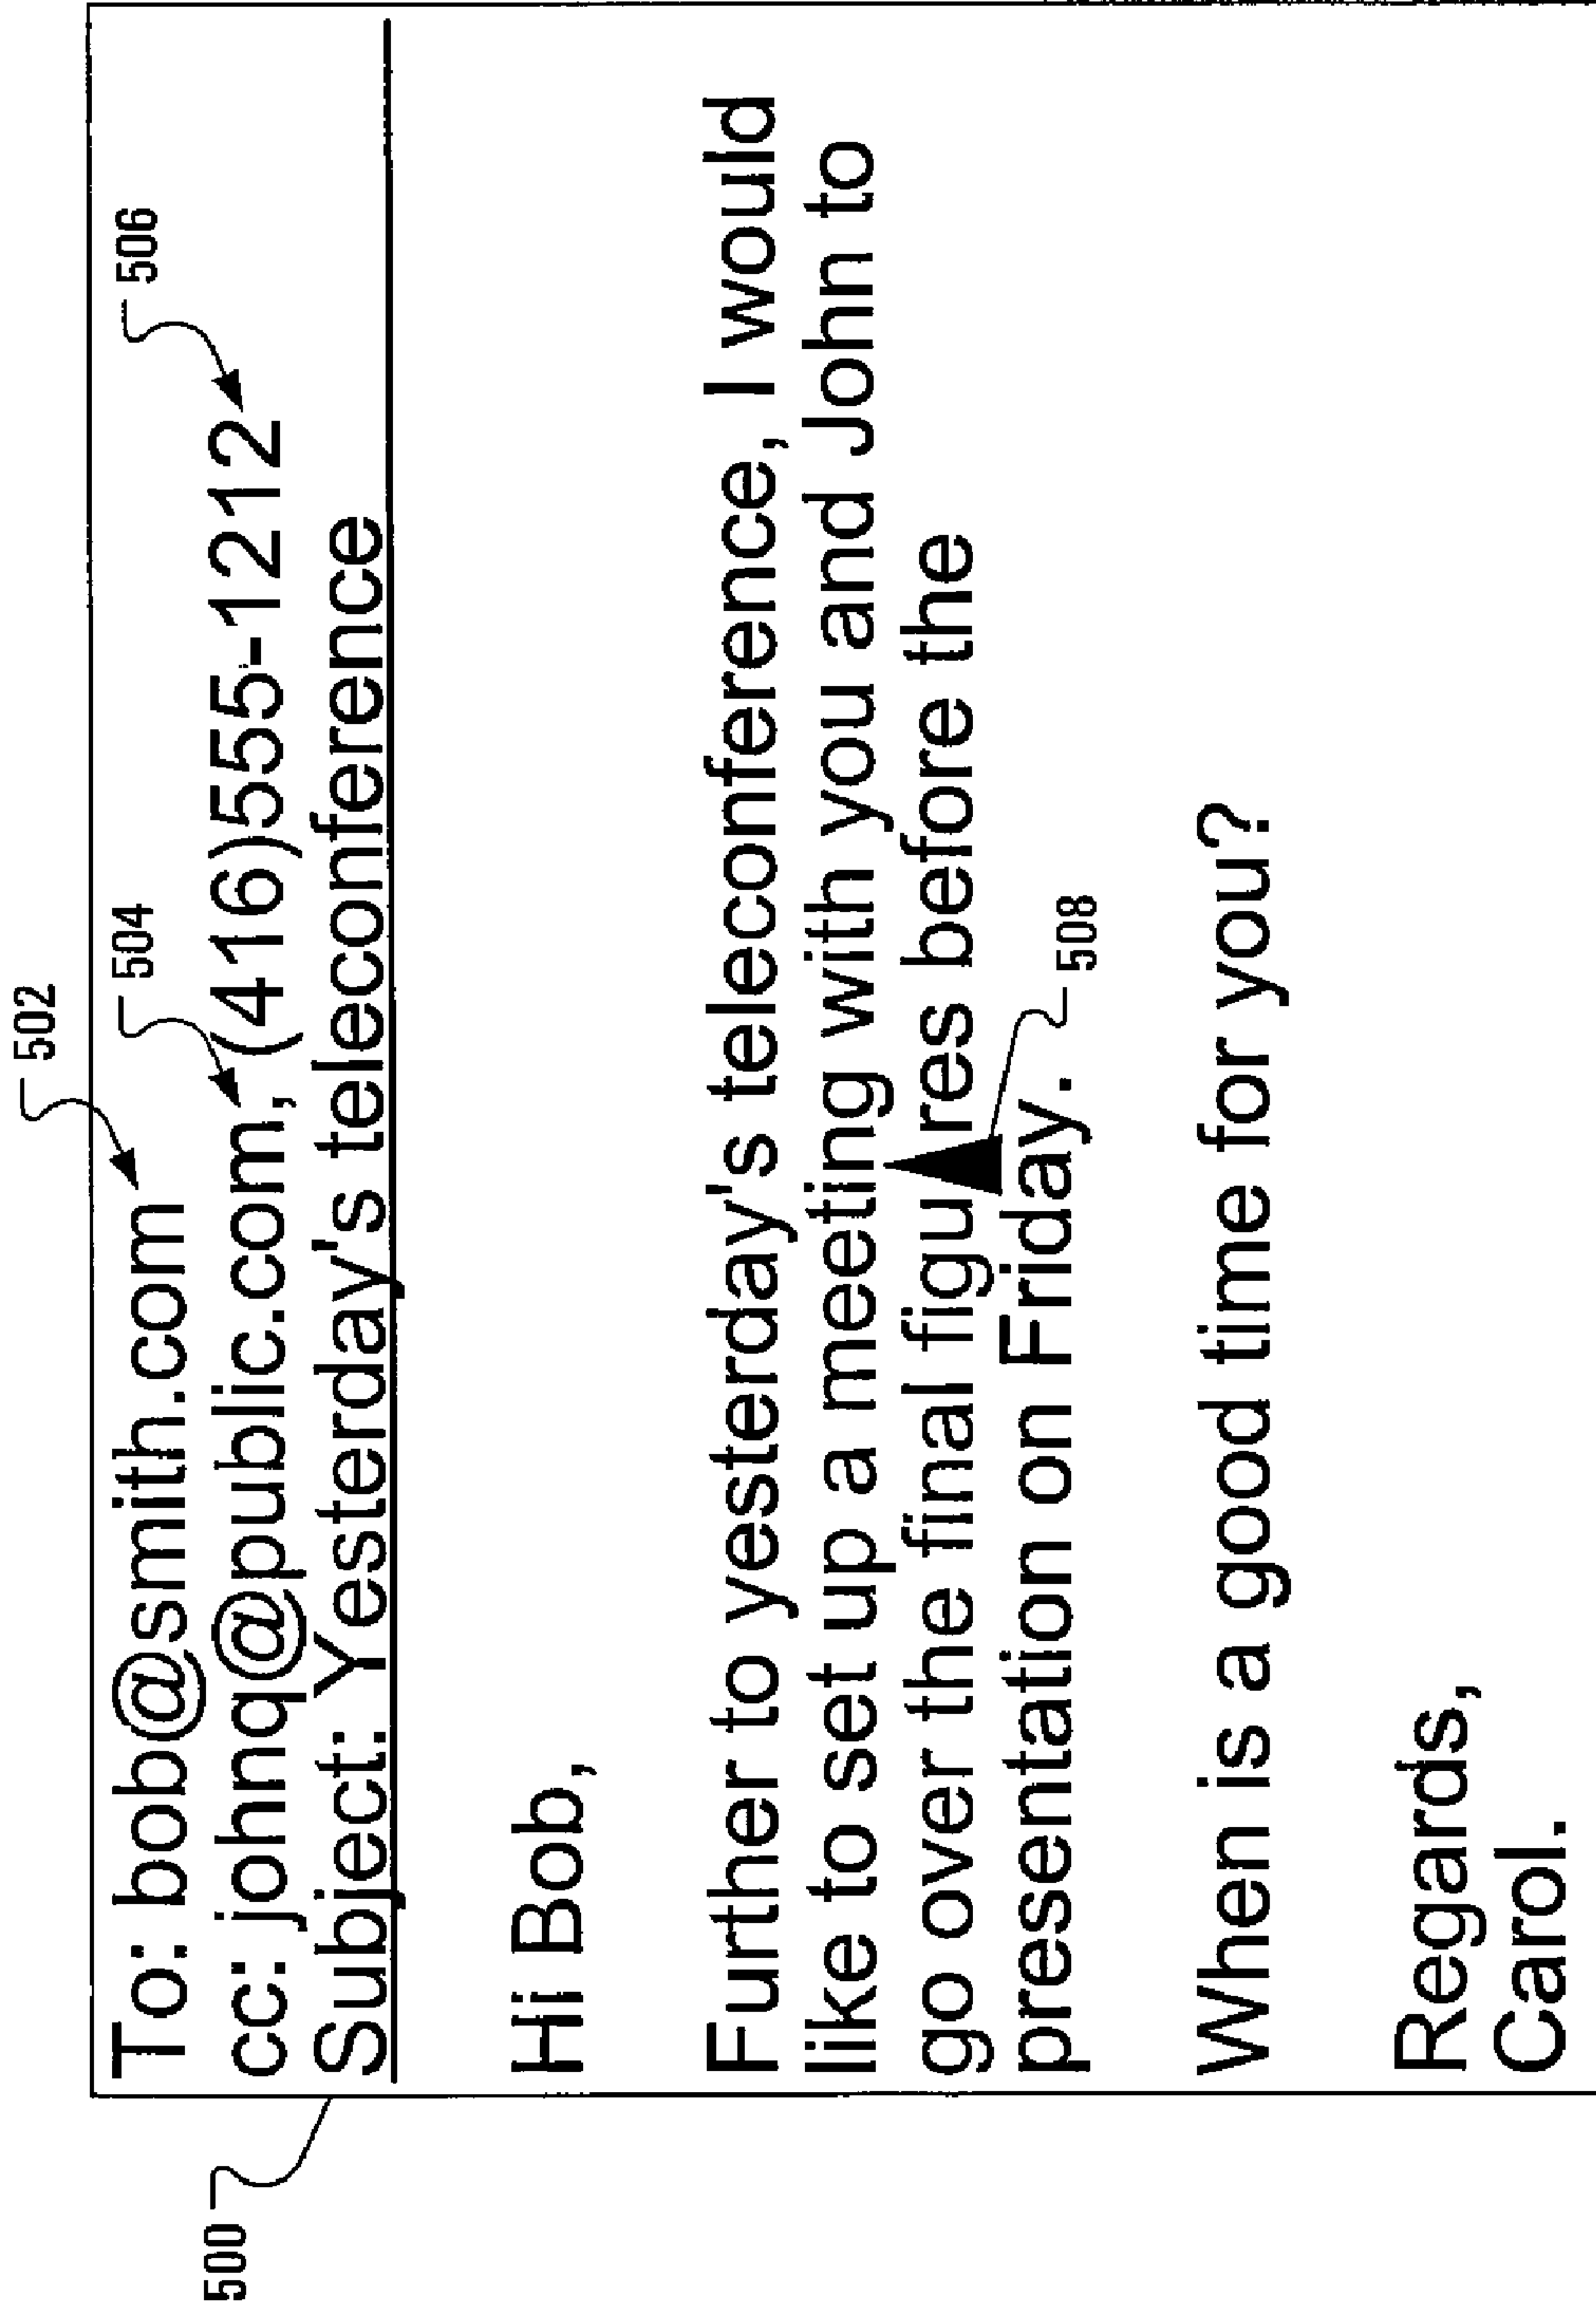 502
504
506
To: bob@smith.com
cc: johnq@public.com, (416)555-1212
Subject: Yesterday's teleconference
500
Hi Bob,
Further to yesterday's teleconference, I would
like to set up a meeting with you and John to
go over the final figu res before the
presentation on Friday.
508
When is a good time for you?
Regards,
Carol.